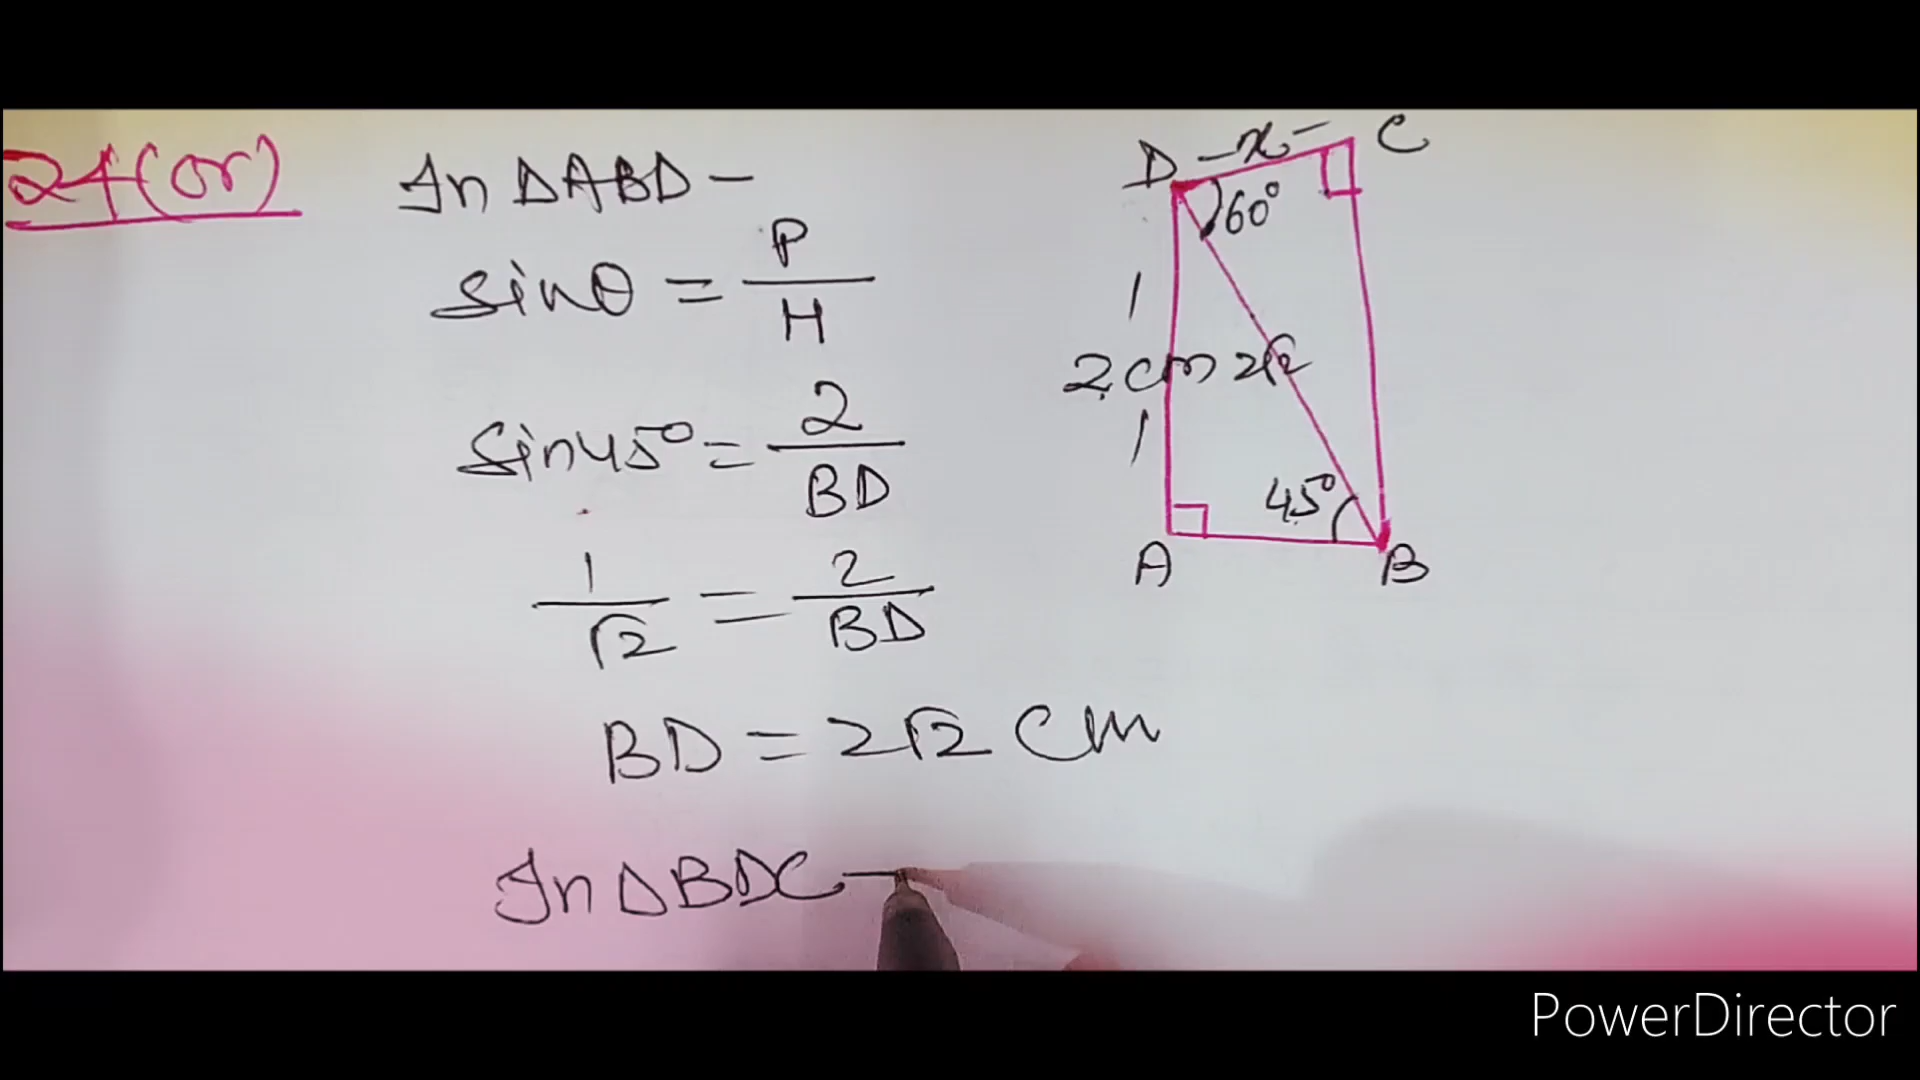 24(or)
In ΔABD –
sinθ = P/H
sin45° = 2/BD
1/√2 = 2/BD
BD = 2√2 cm
In ΔBDC –
D – x – C
60°
2cm 2√2
45°
A B
PowerDirector